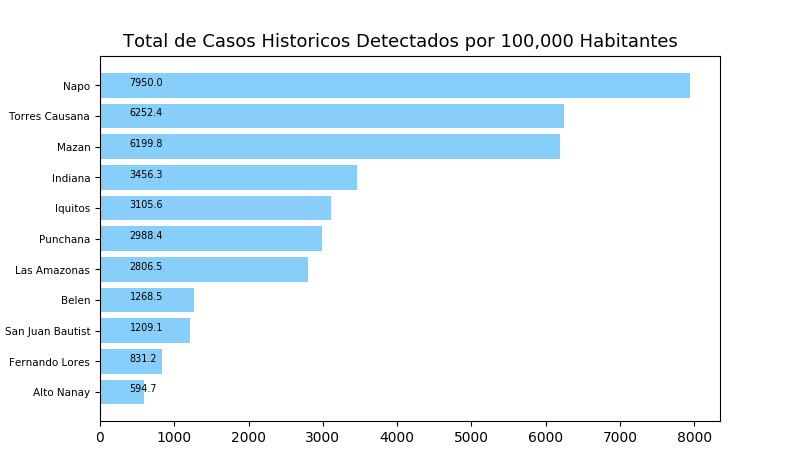 Total de Casos Historicos Detectados por 100,000 Habitantes
Napo 7950.0
Torres Causana 6252.4
Mazan 6199.8
Indiana 3456.3
Iquitos 3105.6
Punchana 2988.4
Las Amazonas 2806.5
Belen 1268.5
San Juan Bautist 1209.1
Fernando Lores 831.2
Alto Nanay 594.7
0 1000 2000 3000 4000 5000 6000 7000 8000